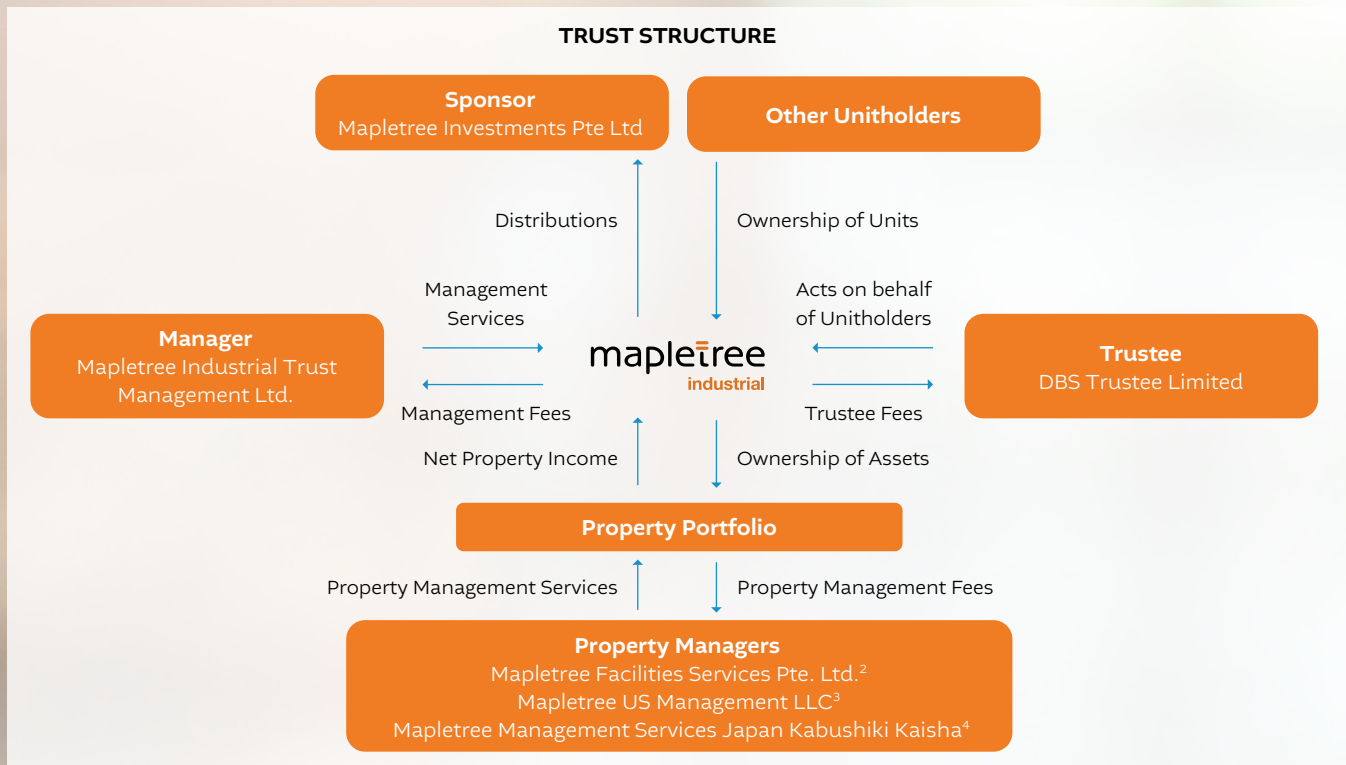 TRUST STRUCTURE
Sponsor
Mapletree Investments Pte Ltd
Other Unitholders
Distributions
Ownership of Units
Management
Services
Acts on behalf
of Unitholders
Manager
Mapletree Industrial Trust
Management Ltd.
mapletree
industrial
Trustee
DBS Trustee Limited
Management Fees
Trustee Fees
Net Property Income
Ownership of Assets
Property Portfolio
Property Management Services
Property Management Fees
Property Managers
Mapletree Facilities Services Pte. Ltd.²
Mapletree US Management LLC³
Mapletree Management Services Japan Kabushiki Kaisha⁴